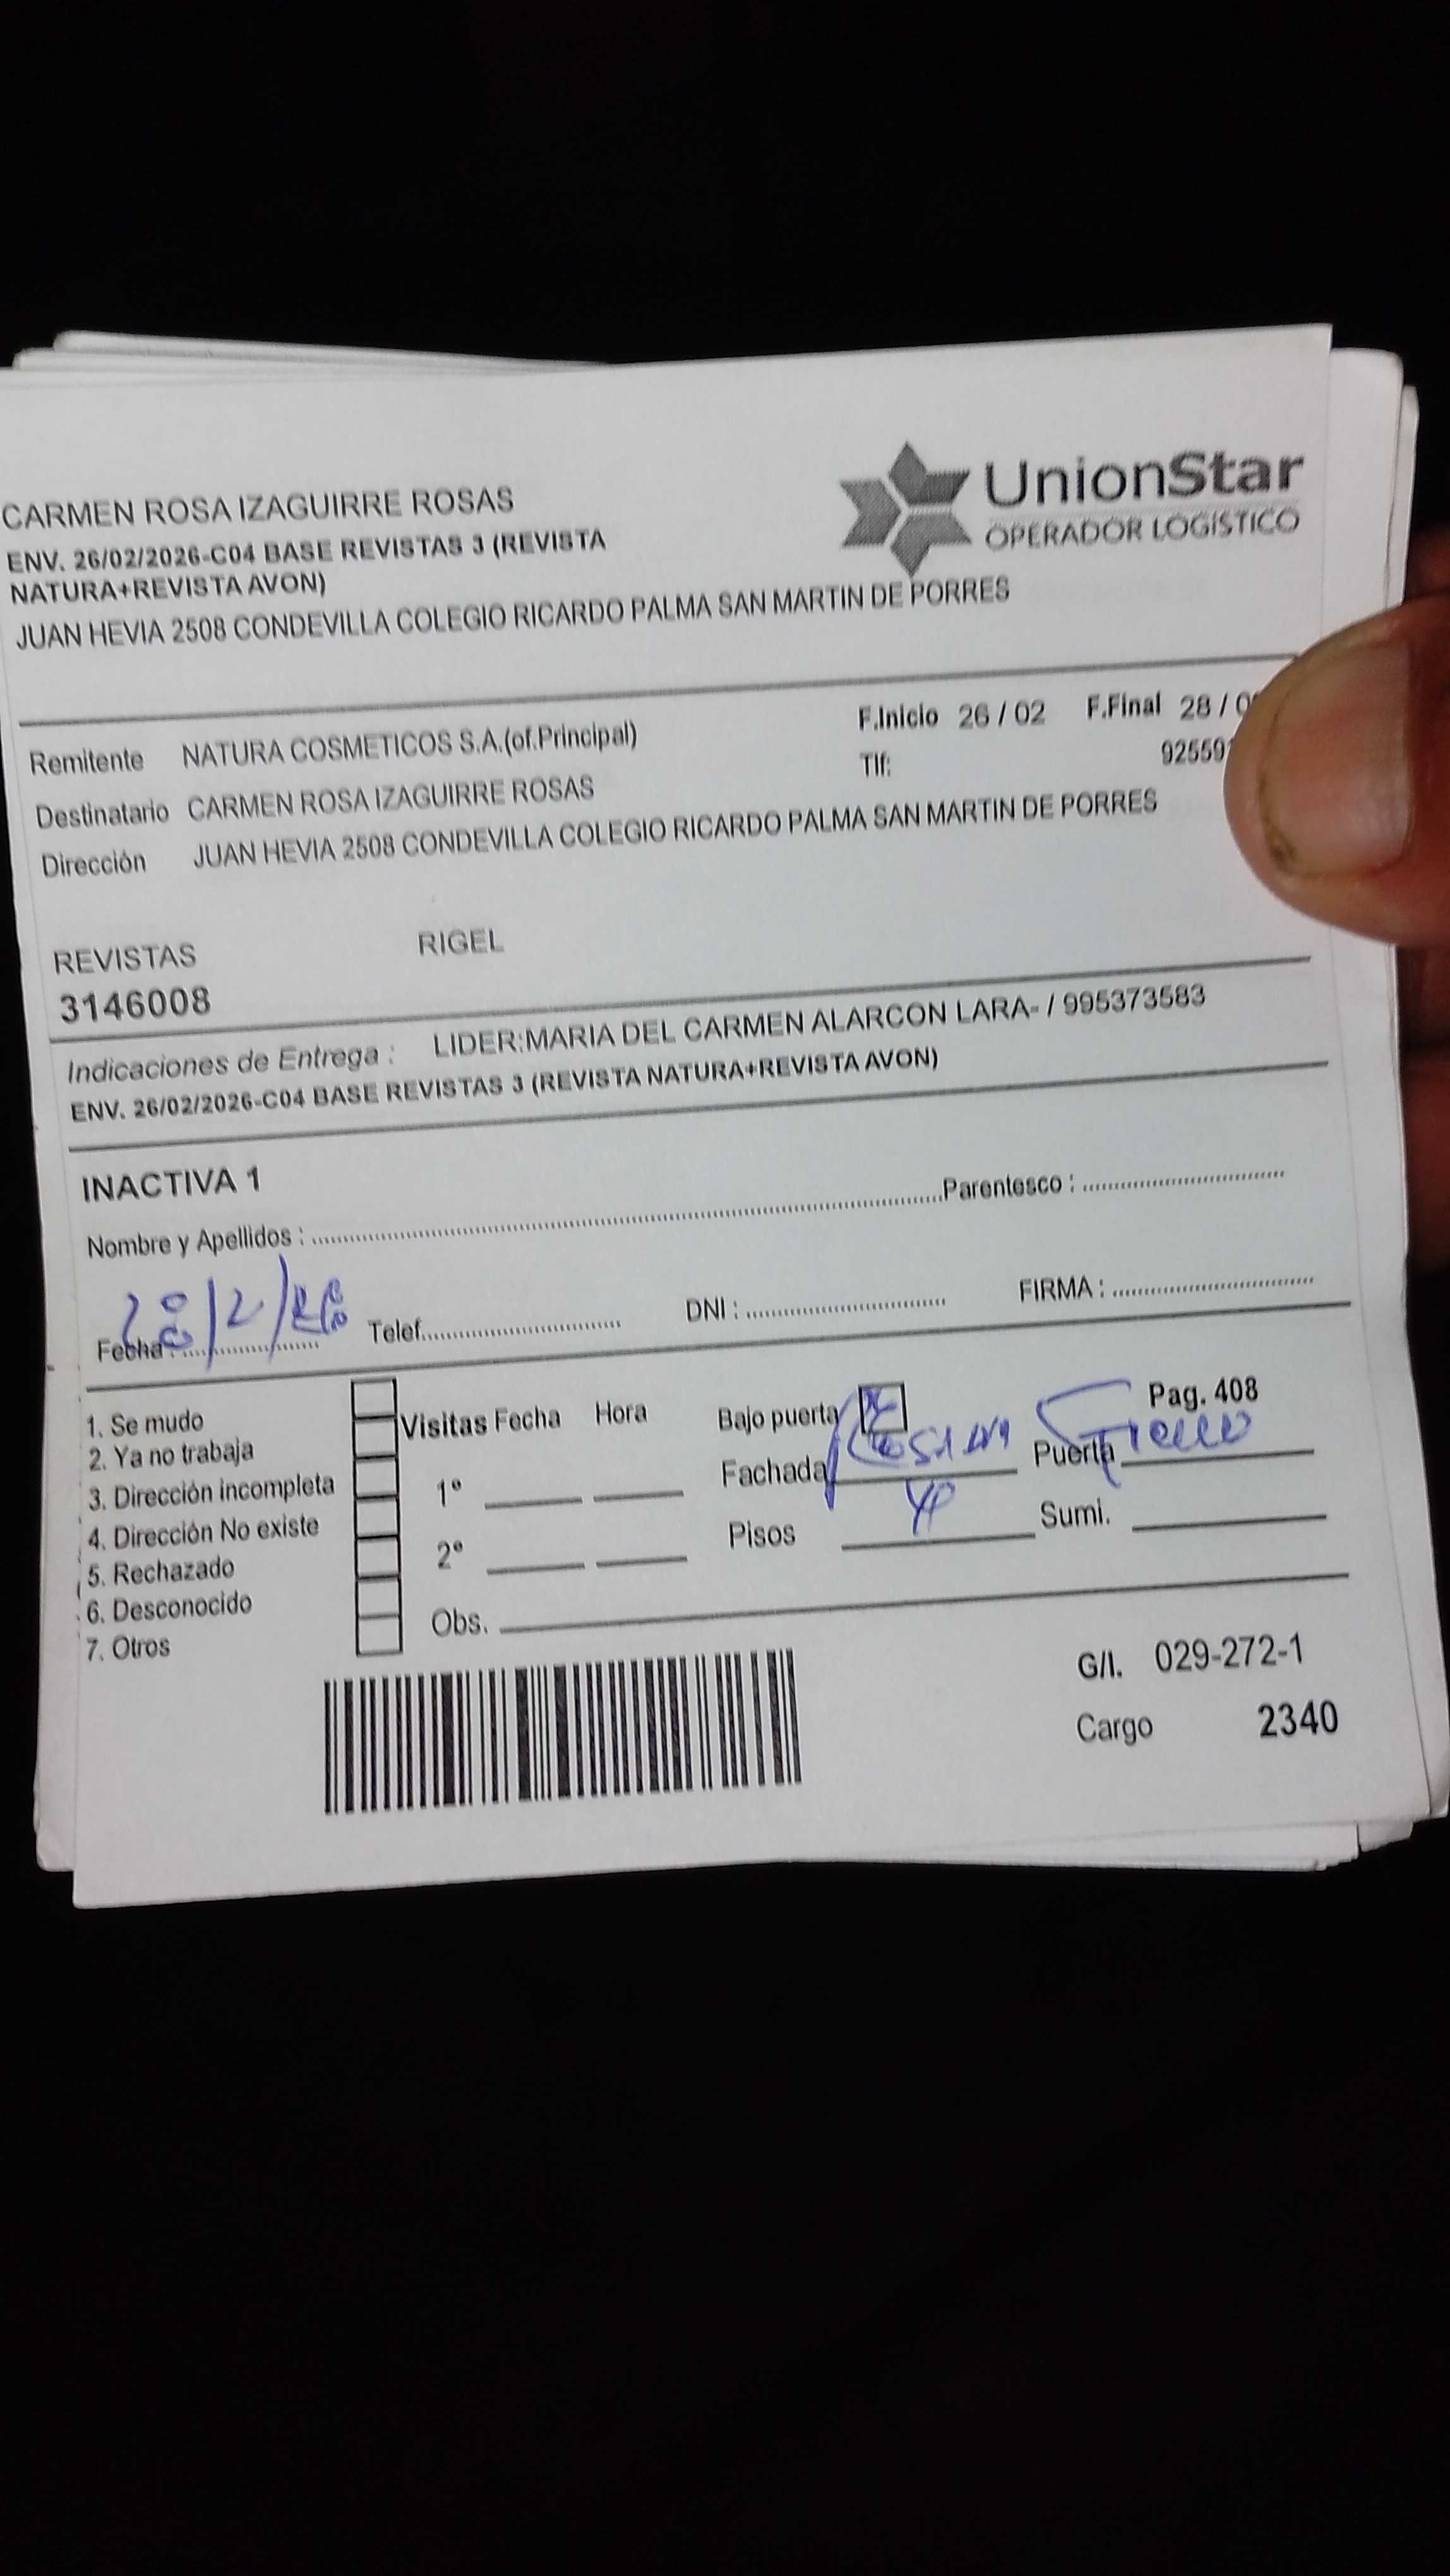 UnionStar
OPERADOR LOGÍSTICO
CARMEN ROSA IZAGUIRRE ROSAS
ENV. 26/02/2026-C04 BASE REVISTAS 3 (REVISTA
NATURA+REVISTA AVON)
JUAN HEVIA 2508 CONDEVILLA COLEGIO RICARDO PALMA SAN MARTIN DE PORRES
F.Inicio 26 / 02 F.Final 28 /
Remitente NATURA COSMETICOS S.A.(of.Principal)
Tlf:
Destinatario CARMEN ROSA IZAGUIRRE ROSAS
Dirección JUAN HEVIA 2508 CONDEVILLA COLEGIO RICARDO PALMA SAN MARTIN DE PORRES
REVISTAS RIGEL
3146008
Indicaciones de Entrega : LIDER:MARIA DEL CARMEN ALARCON LARA- / 995373583
ENV. 26/02/2026-C04 BASE REVISTAS 3 (REVISTA NATURA+REVISTA AVON)
INACTIVA 1
Nombre y Apellidos : Parentesco :
Fecha : 28/2/26 Telef. DNI : FIRMA :
Pag. 408
1. Se mudo
2. Ya no trabaja
3. Dirección incompleta
4. Dirección No existe
5. Rechazado
6. Desconocido
7. Otros
Visitas Fecha Hora
1°
2°
Obs.
Bajo puerta X
Fachada Puerta
Pisos Sumi.
G/I. 029-272-1
Cargo 2340